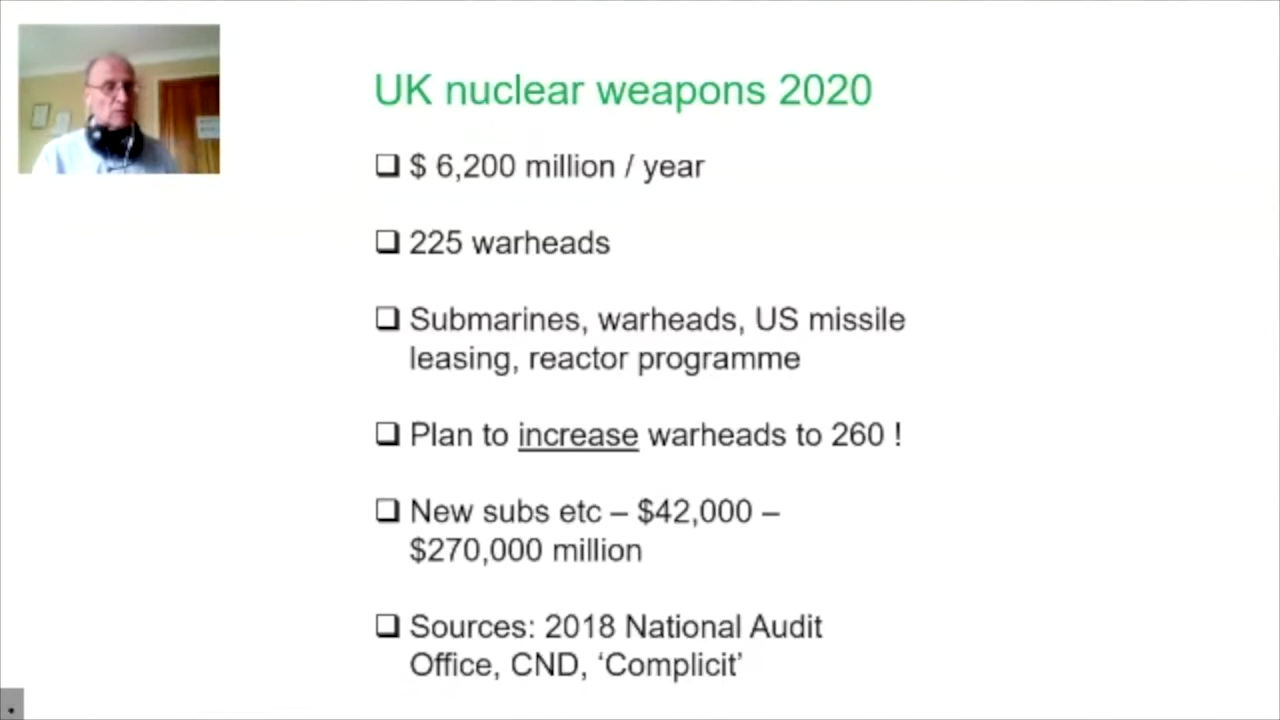 UK nuclear weapons 2020
❑ $ 6,200 million / year
❑ 225 warheads
❑ Submarines, warheads, US missile
leasing, reactor programme
❑ Plan to increase warheads to 260 !
❑ New subs etc – $42,000 –
$270,000 million
❑ Sources: 2018 National Audit
Office, CND, ‘Complicit’